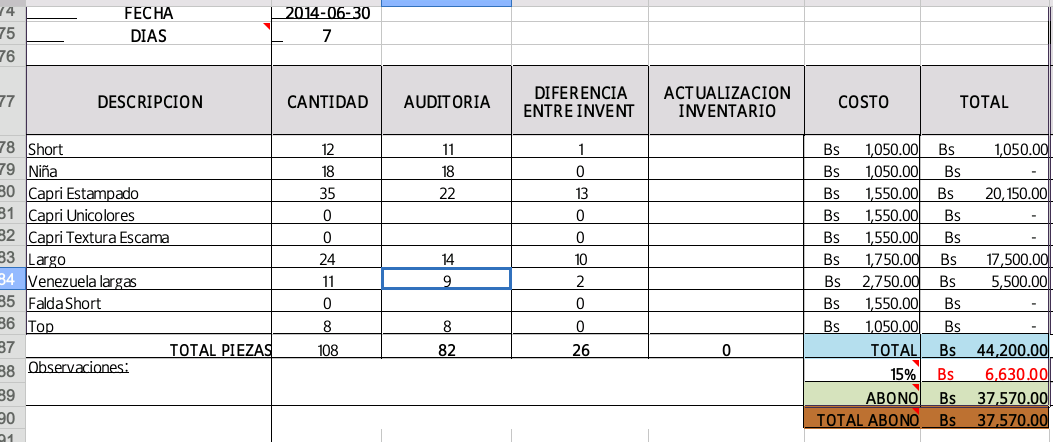 74 FECHA 2014-06-30
75 DIAS 7
76
77 DESCRIPCION CANTIDAD AUDITORIA DIFERENCIA ENTRE INVENT ACTUALIZACION INVENTARIO COSTO TOTAL
78 Short 12 11 1 Bs 1,050.00 Bs 1,050.00
79 Niña 18 18 0 Bs 1,050.00 Bs -
80 Capri Estampado 35 22 13 Bs 1,550.00 Bs 20,150.00
81 Capri Unicolores 0 0 Bs 1,550.00 Bs -
82 Capri Textura Escama 0 0 Bs 1,550.00 Bs -
83 Largo 24 14 10 Bs 1,750.00 Bs 17,500.00
84 Venezuela largas 11 9 2 Bs 2,750.00 Bs 5,500.00
85 Falda Short 0 0 Bs 1,550.00 Bs -
86 Top 8 8 0 Bs 1,050.00 Bs -
87 TOTAL PIEZAS 108 82 26 0 TOTAL Bs 44,200.00
88 Observaciones: 15% Bs 6,630.00
89 ABONO Bs 37,570.00
90 TOTAL ABONO Bs 37,570.00
91